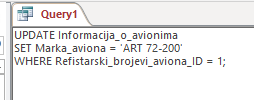 Query1
UPDATE Informacija_o_avionima
SET Marka_aviona = 'ART 72-200'
WHERE Refistarski_brojevi_aviona_ID = 1;